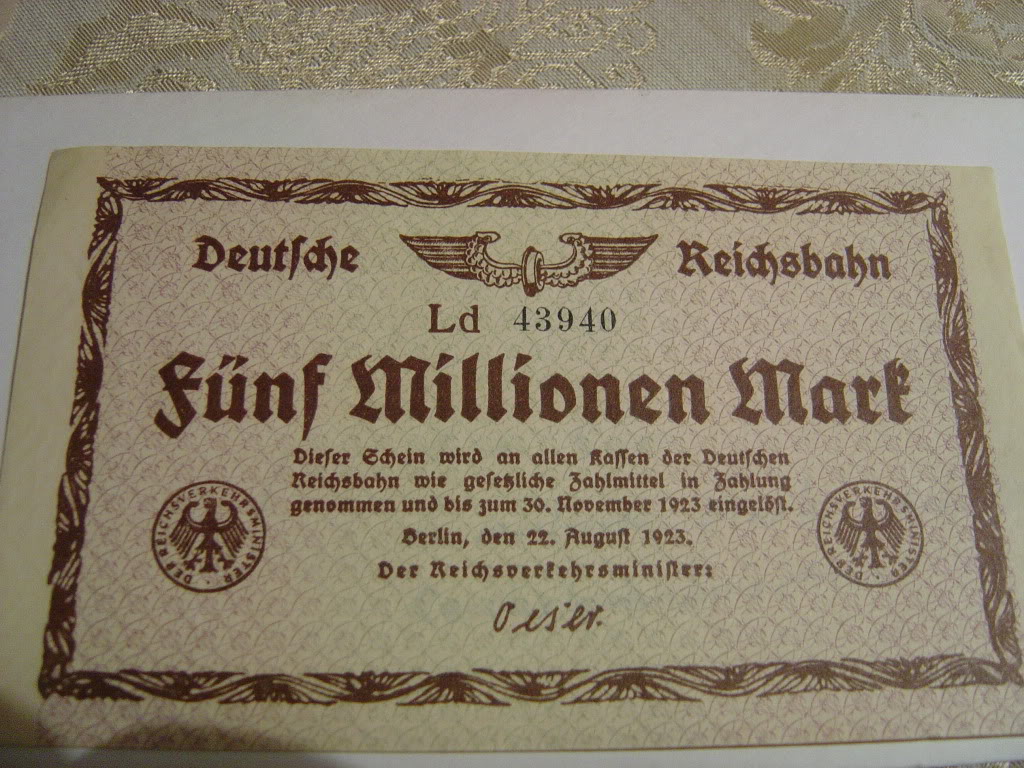 Deutsche Reichsbahn
Ld 43940
Fünf Millionen Mark
Dieser Schein wird an allen Kassen der Deutschen
Reichsbahn wie gesetzliche Zahlmittel in Zahlung
genommen und bis zum 30. November 1923 eingelöst.
Berlin, den 22. August 1923.
Der Reichsverkehrsminister:
Oeser.
DER REICHSVERKEHRSMINISTER
DER REICHSVERKEHRSMINISTER